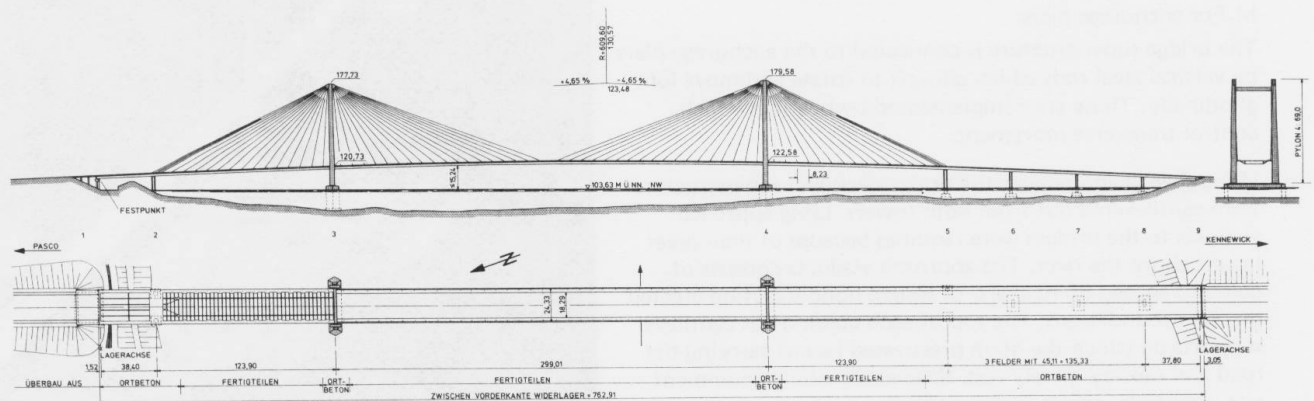 R=609,60
130,57
+4,65 % -4,65 %
123,48
177,73
179,58
120,73
122,58
≤15,24
8,23
103,63 M Ü. NN. NW
FESTPUNKT
PYLON 4 69,0
1 2 3 4 5 6 7 8 9
PASCO
KENNEWICK
N
24,33
18,29
LAGERACHSE
LAGERACHSE
1,52 38,40 123,90 299,01 123,90 3 FELDER MIT 45,11 = 135,33 37,80 3,05
ÜBERBAU AUS ORTBETON FERTIGTEILEN ORT-
BETON FERTIGTEILEN ORT-
BETON FERTIGTEILEN ORTBETON
ZWISCHEN VORDERKANTE WIDERLAGER = 762,91